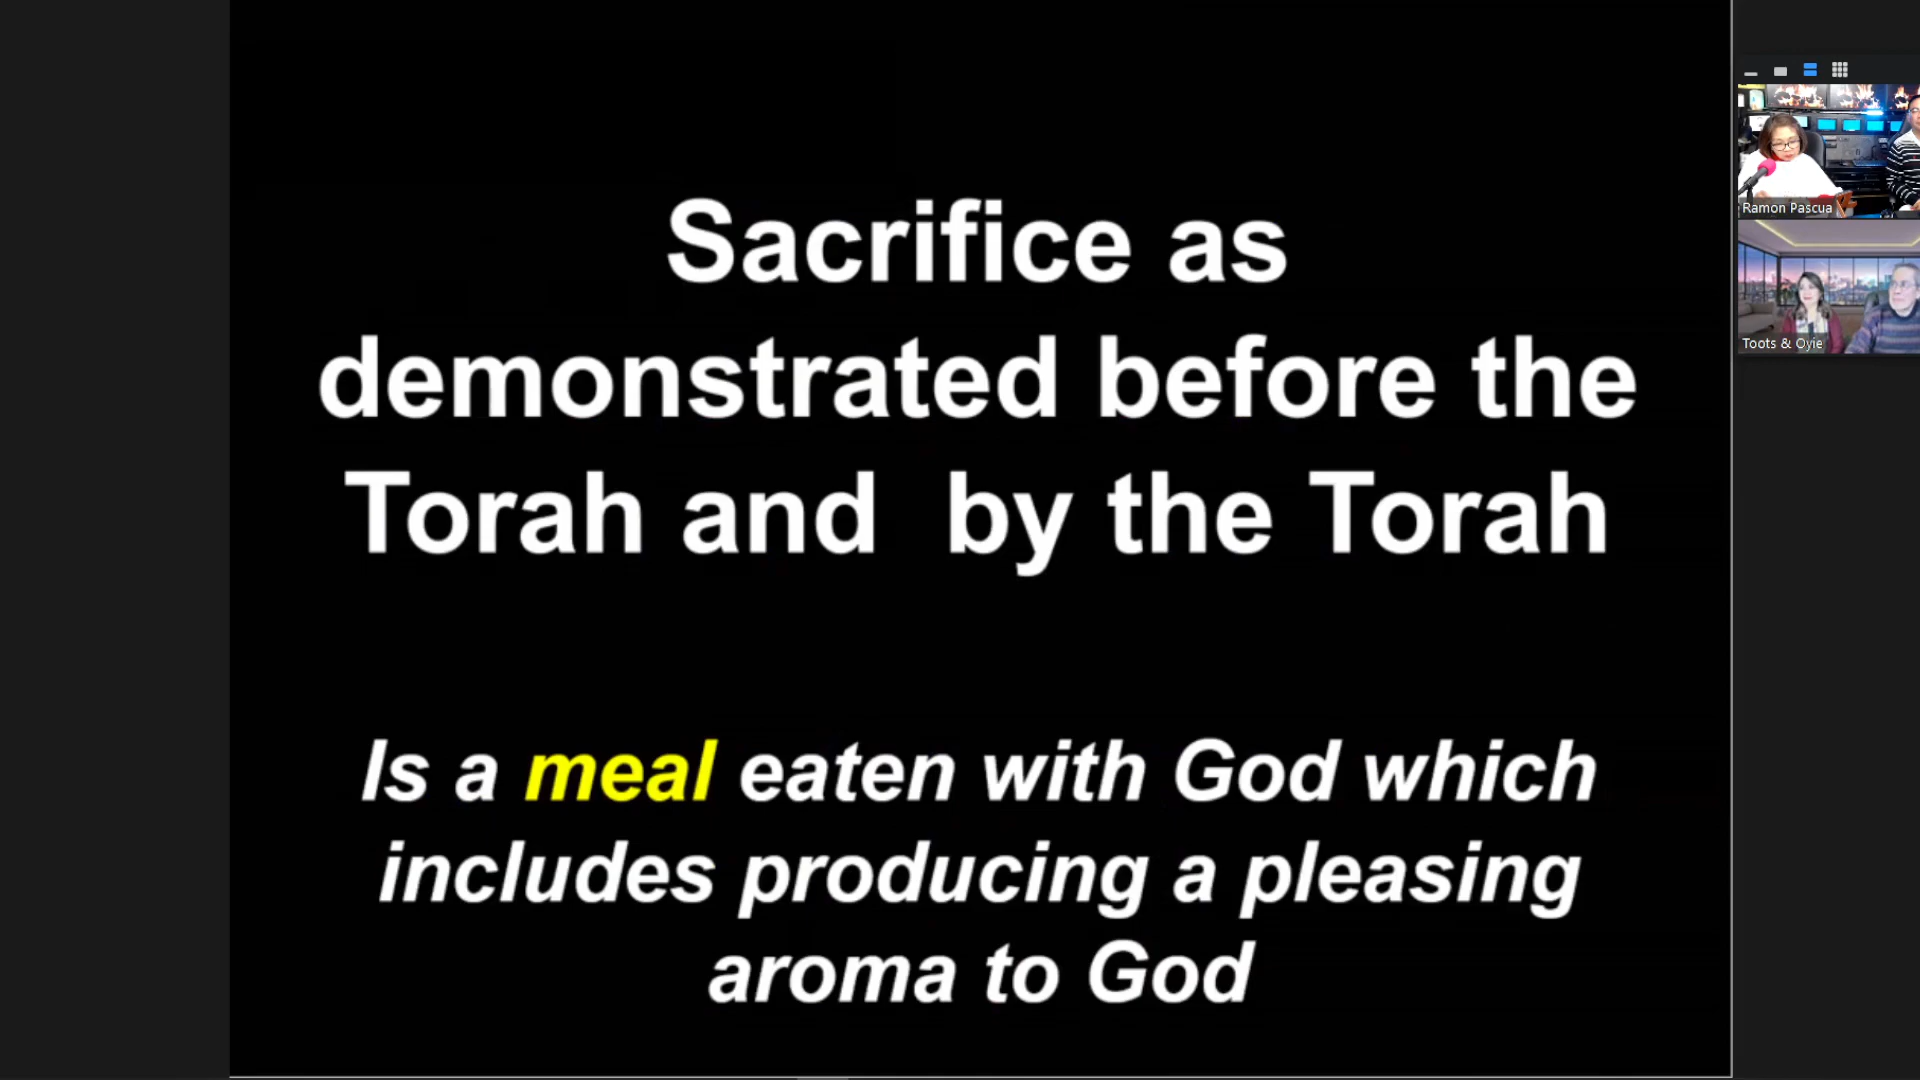 Sacrifice as
demonstrated before the
Torah and  by the Torah
Is a meal eaten with God which
includes producing a pleasing
aroma to God
Ramon Pascua
Toots & Oyie